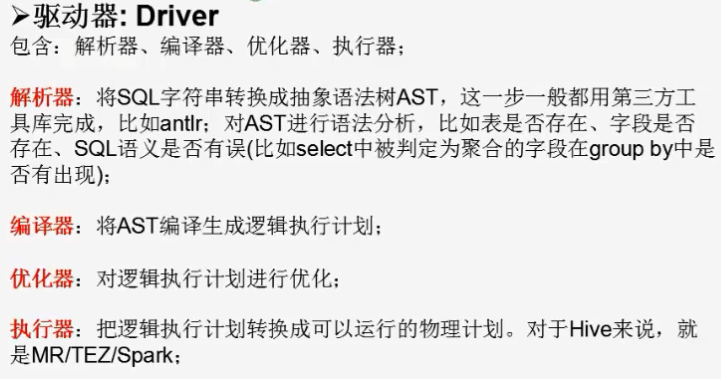 ➢驱动器: Driver
包含：解析器、编译器、优化器、执行器；
解析器：将SQL字符串转换成抽象语法树AST，这一步一般都用第三方工
具库完成，比如antlr；对AST进行语法分析，比如表是否存在、字段是否
存在、SQL语义是否有误(比如select中被判定为聚合的字段在group by中是
否有出现)；
编译器：将AST编译生成逻辑执行计划；
优化器：对逻辑执行计划进行优化；
执行器：把逻辑执行计划转换成可以运行的物理计划。对于Hive来说，就
是MR/TEZ/Spark；